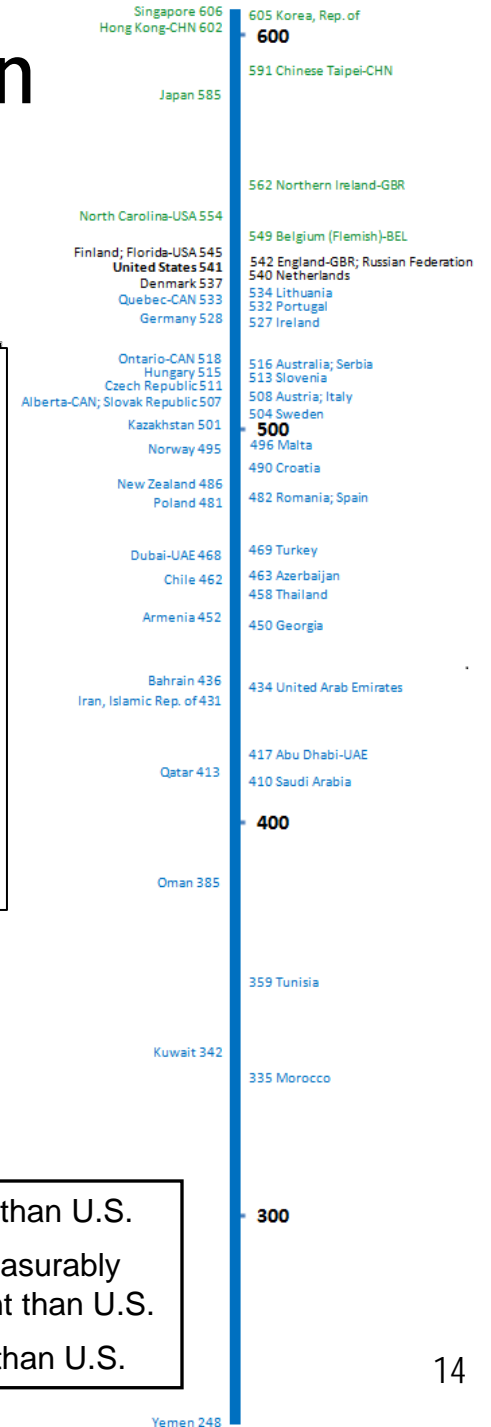 n
Singapore 606
605 Korea, Rep. of
Hong Kong-CHN 602
600
591 Chinese Taipei-CHN
Japan 585
562 Northern Ireland-GBR
North Carolina-USA 554
549 Belgium (Flemish)-BEL
Finland; Florida-USA 545
542 England-GBR; Russian Federation
United States 541
540 Netherlands
Denmark 537
534 Lithuania
Quebec-CAN 533
532 Portugal
Germany 528
527 Ireland
Ontario-CAN 518
516 Australia; Serbia
Hungary 515
513 Slovenia
Czech Republic 511
508 Austria; Italy
Alberta-CAN; Slovak Republic 507
504 Sweden
Kazakhstan 501
500
496 Malta
Norway 495
490 Croatia
New Zealand 486
482 Romania; Spain
Poland 481
469 Turkey
Dubai-UAE 468
463 Azerbaijan
Chile 462
458 Thailand
Armenia 452
450 Georgia
Bahrain 436
434 United Arab Emirates
Iran, Islamic Rep. of 431
417 Abu Dhabi-UAE
Qatar 413
410 Saudi Arabia
400
Oman 385
359 Tunisia
Kuwait 342
335 Morocco
300
than U.S.
asurably
t than U.S.
than U.S.
14
Yemen 248